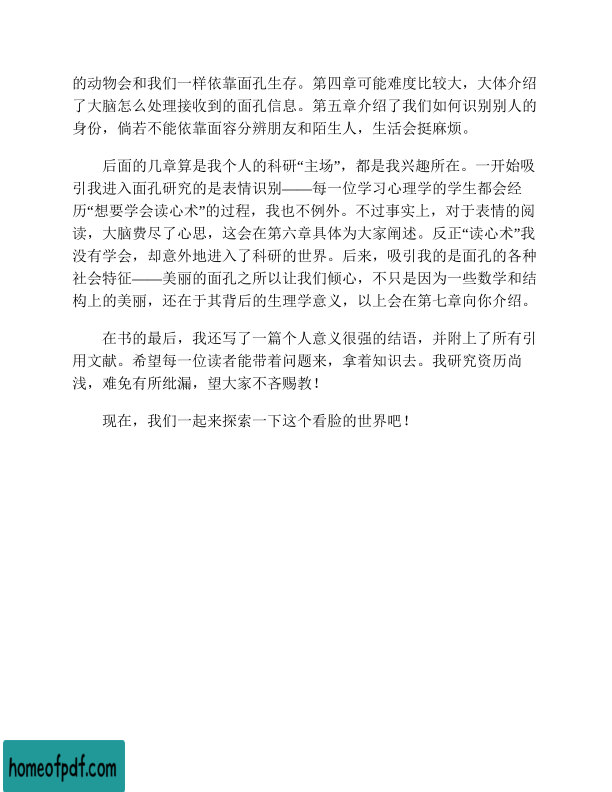 的动物会和我们一样依靠面孔生存。第四章可能难度比较大，大体介绍
了大脑怎么处理接收到的面孔信息。第五章介绍了我们如何识别别人的
身份，倘若不能依靠面容分辨朋友和陌生人，生活会挺麻烦。
后面的几章算是我个人的科研“主场”，都是我兴趣所在。一开始吸
引我进入面孔研究的是表情识别——每一位学习心理学的学生都会经
历“想要学会读心术”的过程，我也不例外。不过事实上，对于表情的阅
读，大脑费尽了心思，这会在第六章具体为大家阐述。反正“读心术”我
没有学会，却意外地进入了科研的世界。后来，吸引我的是面孔的各种
社会特征——美丽的面孔之所以让我们倾心，不只是因为一些数学和结
构上的美丽，还在于其背后的生理学意义，以上会在第七章向你介绍。
在书的最后，我还写了一篇个人意义很强的结语，并附上了所有引
用文献。希望每一位读者能带着问题来，拿着知识去。我研究资历尚
浅，难免有所纰漏，望大家不吝赐教！
现在，我们一起来探索一下这个看脸的世界吧！
homeofpdf.com